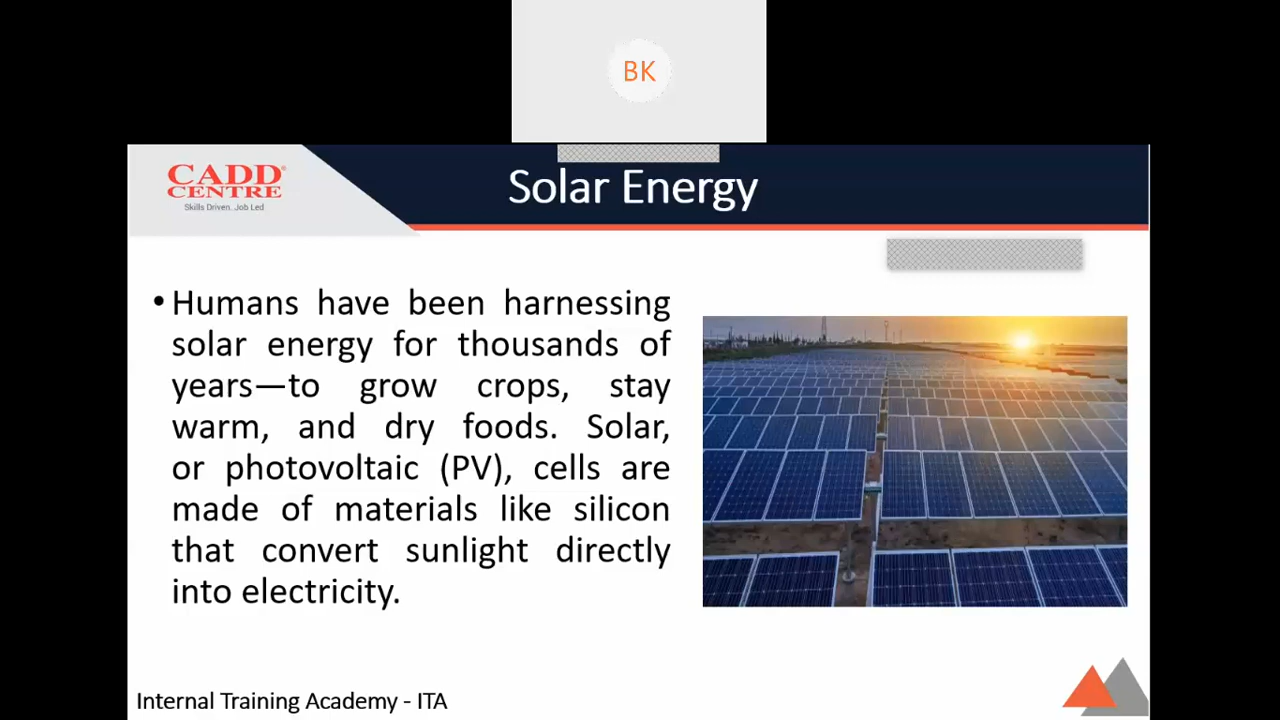 BK
CADD
CENTRE®
Skills Driven. Job Led
Solar Energy
• Humans have been harnessing
solar energy for thousands of
years—to grow crops, stay
warm, and dry foods. Solar,
or photovoltaic (PV), cells are
made of materials like silicon
that convert sunlight directly
into electricity.
Internal Training Academy - ITA